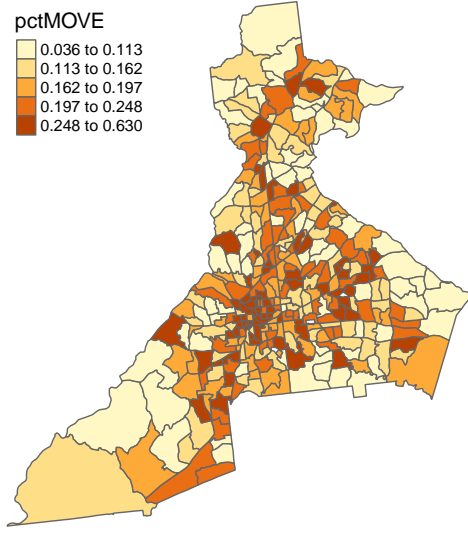 pctMOVE
0.036 to 0.113
0.113 to 0.162
0.162 to 0.197
0.197 to 0.248
0.248 to 0.630